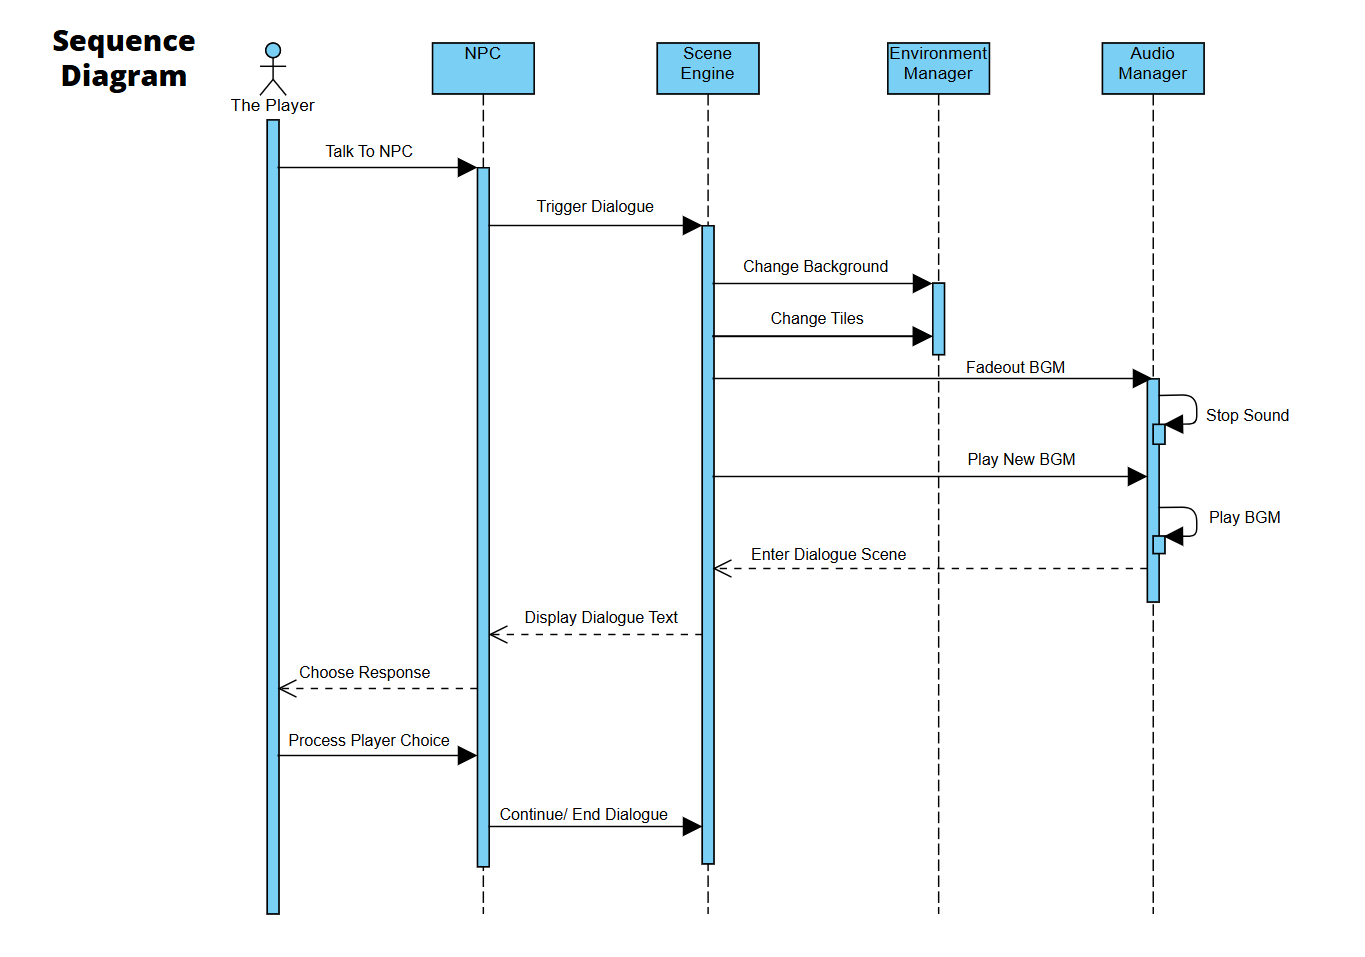 Sequence
Diagram
The Player
NPC
Scene
Engine
Environment
Manager
Audio
Manager
Talk To NPC
Trigger Dialogue
Change Background
Change Tiles
Fadeout BGM
Stop Sound
Play New BGM
Play BGM
Enter Dialogue Scene
Display Dialogue Text
Choose Response
Process Player Choice
Continue/ End Dialogue